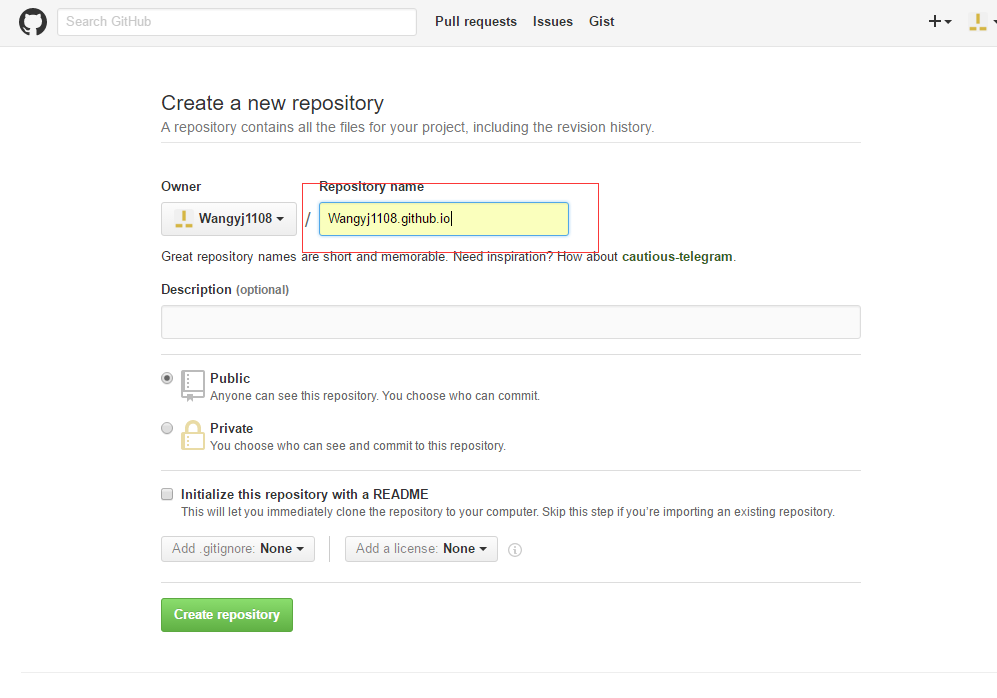 Search GitHub Pull requests Issues Gist
Create a new repository
A repository contains all the files for your project, including the revision history.
Owner Repository name
Wangyj1108 / Wangyj1108.github.io
Great repository names are short and memorable. Need inspiration? How about cautious-telegram.
Description (optional)
Public
Anyone can see this repository. You choose who can commit.
Private
You choose who can see and commit to this repository.
Initialize this repository with a README
This will let you immediately clone the repository to your computer. Skip this step if you're importing an existing repository.
Add .gitignore: None Add a license: None
Create repository